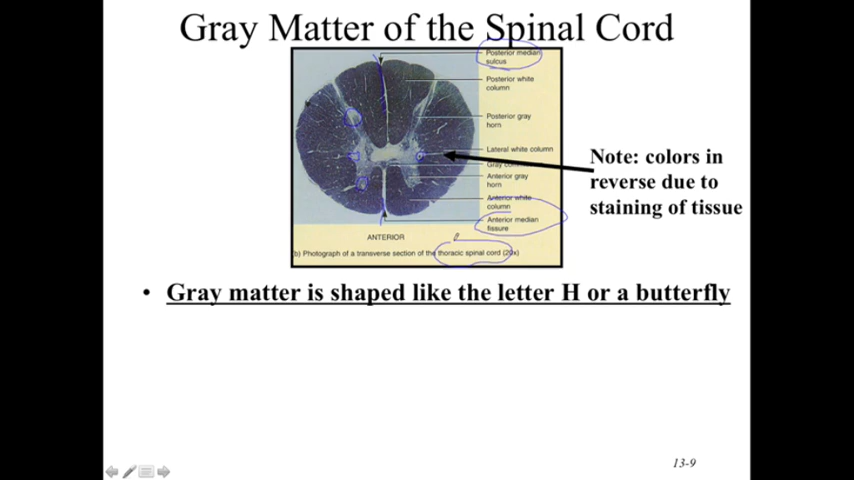 Gray Matter of the Spinal Cord
Posterior median
sulcus
Posterior white
column
Posterior gray
horn
Lateral white column
Gray
Anterior gray
horn
Anterior white
column
Anterior median
fissure
ANTERIOR
(b) Photograph of a transverse section of the thoracic spinal cord (20x)
Note: colors in
reverse due to
staining of tissue
• Gray matter is shaped like the letter H or a butterfly
13-9